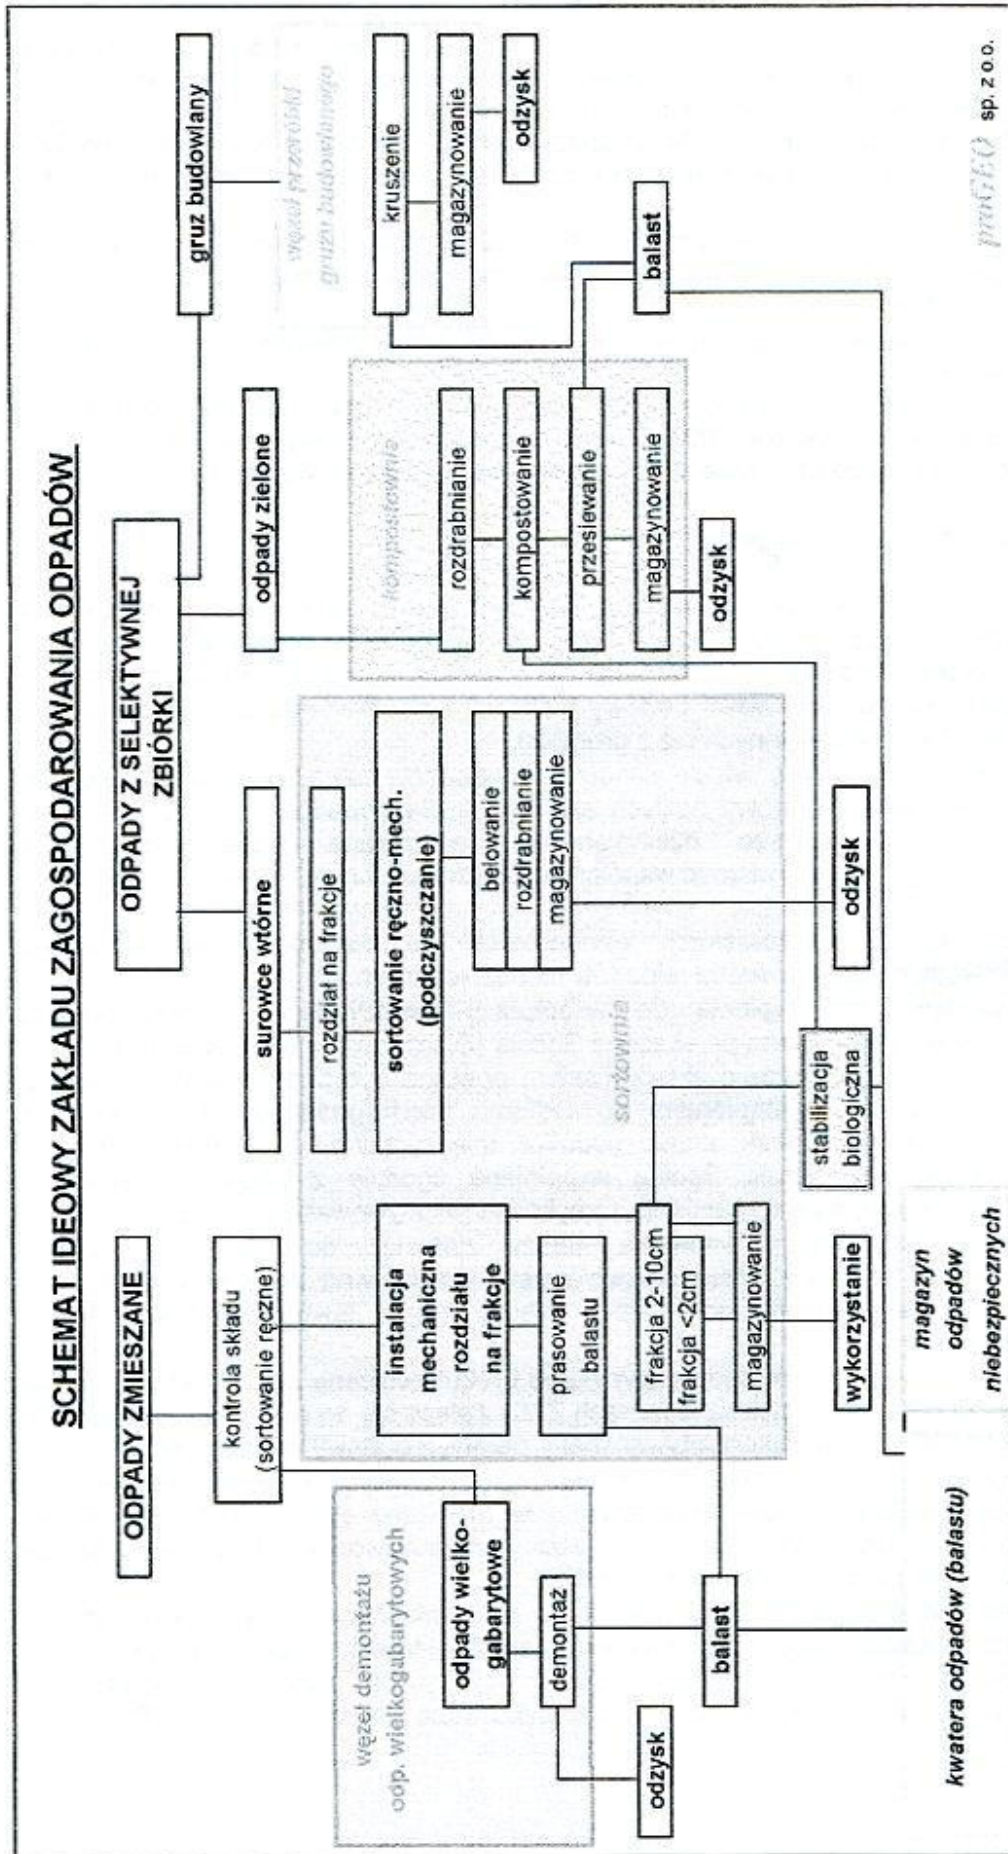 SCHEMAT IDEOWY ZAKŁADU ZAGOSPODAROWANIA ODPADÓW
ODPADY ZMIESZANE
kontrola składu
(sortowanie ręczne)
węzeł demontażu
odp. wielkogabarytowych
odpady wielko-
gabarytowe
demontaż
odzysk
balast
kwatera odpadów (balastu)
instalacja
mechaniczna
rozdziału
na frakcje
prasowanie
balastu
frakcja 2-10cm
frakcja <2cm
magazynowanie
wykorzystanie
magazyn
odpadów
niebezpiecznych
sortownia
stabilizacja
biologiczna
ODPADY Z SELEKTYWNEJ
ZBIÓRKI
surowce wtórne
rozdział na frakcje
sortowanie ręczno-mech.
(podczyszczanie)
belowanie
rozdrabnianie
magazynowanie
odzysk
odpady zielone
kompostownia
rozdrabnianie
kompostowanie
przesiewanie
magazynowanie
odzysk
gruz budowlany
gruzu budowlanego
kruszenie
magazynowanie
odzysk
balast
sp. z o.o.